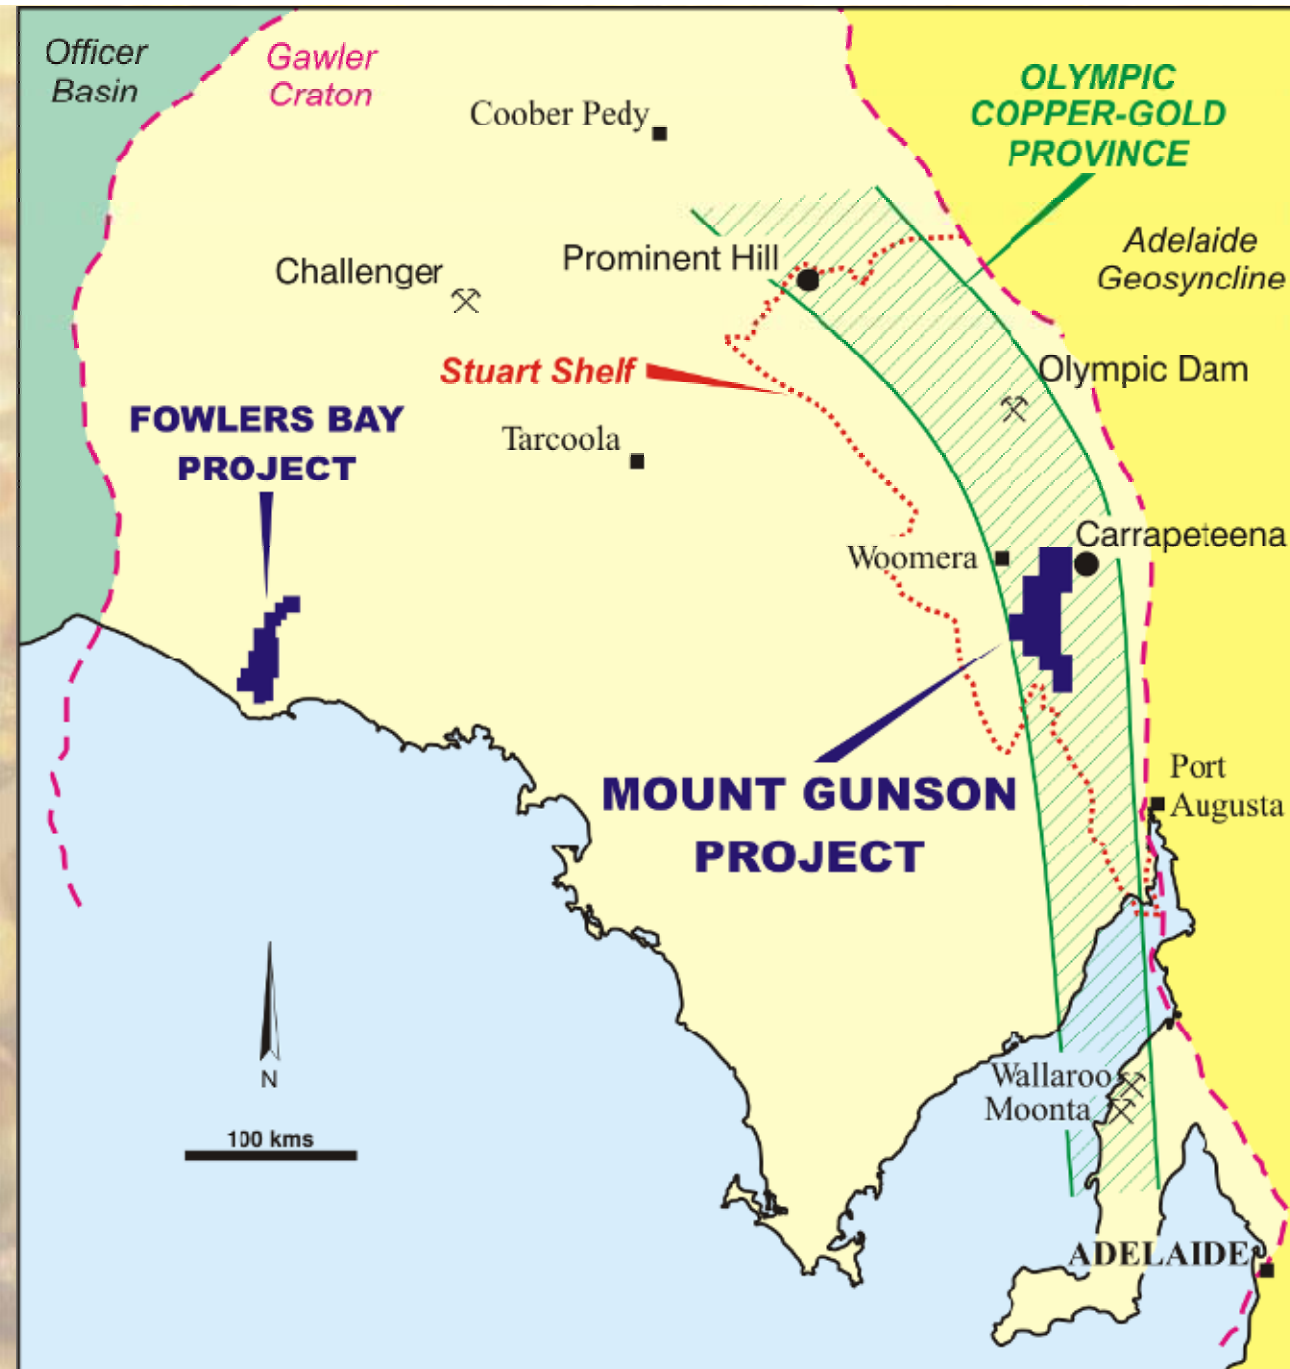 Officer
Basin
Gawler
Craton
OLYMPIC
COPPER-GOLD
PROVINCE
Coober Pedy
Adelaide
Geosyncline
Prominent Hill
Challenger
Stuart Shelf
Olympic Dam
FOWLERS BAY
PROJECT
Tarcoola
Carrapeteena
Woomera
MOUNT GUNSON
PROJECT
Port
Augusta
N
Wallaroo
Moonta
100 kms
ADELAIDE